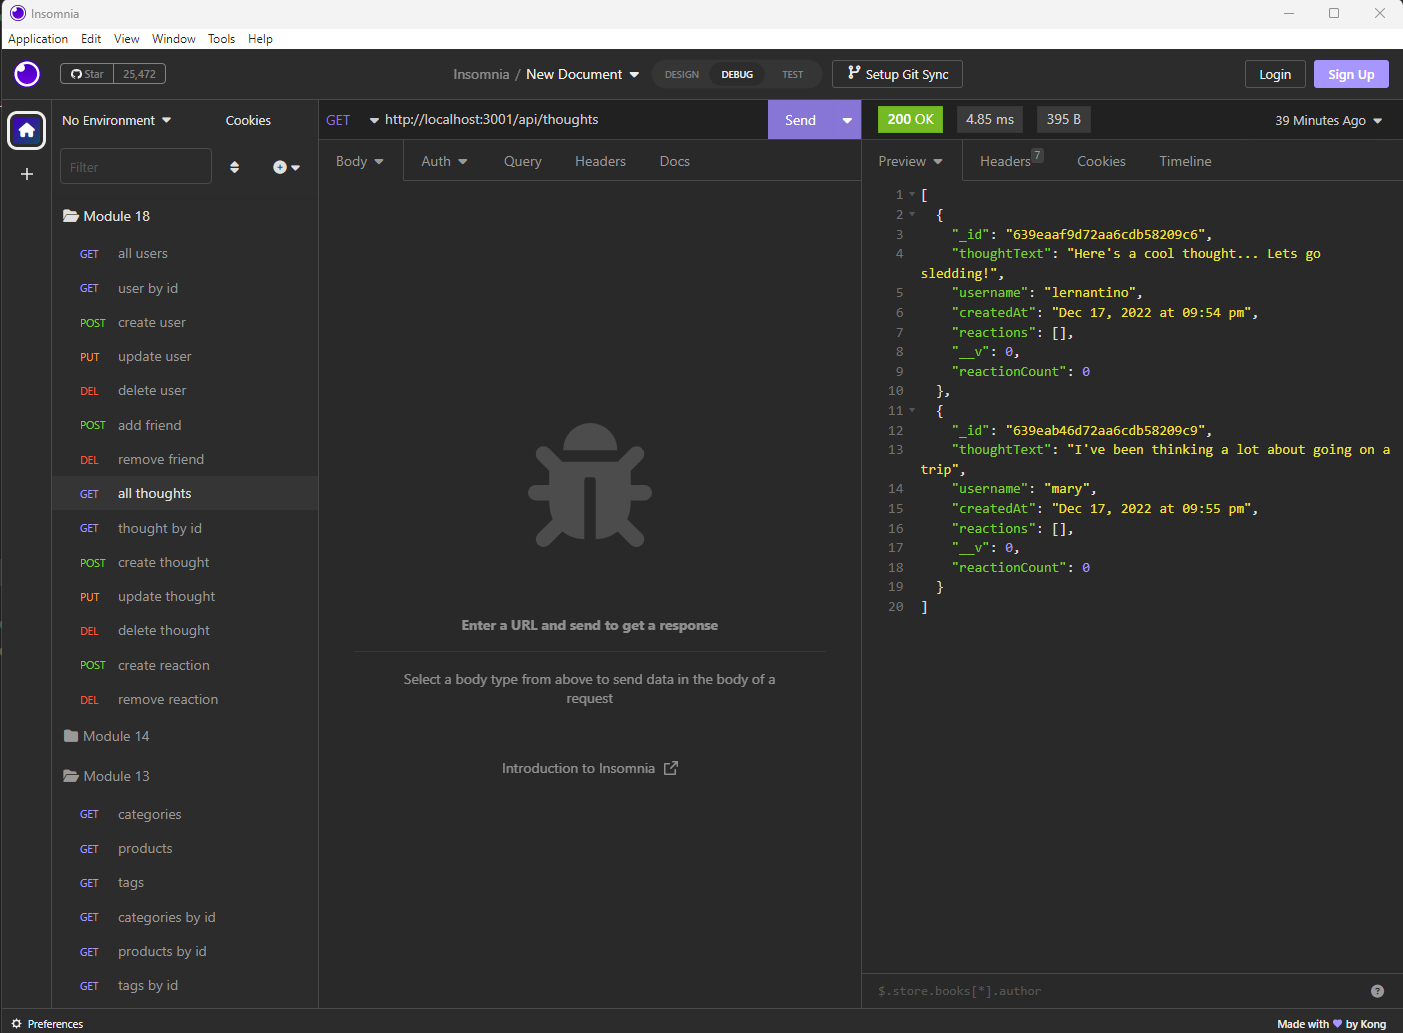 Insomnia
Application Edit View Window Tools Help
Star 25,472
Insomnia / New Document
DESIGN DEBUG TEST
Setup Git Sync
Login
Sign Up
No Environment
Cookies
Filter
Module 18
GET all users
GET user by id
POST create user
PUT update user
DEL delete user
POST add friend
DEL remove friend
GET all thoughts
GET thought by id
POST create thought
PUT update thought
DEL delete thought
POST create reaction
DEL remove reaction
Module 14
Module 13
GET categories
GET products
GET tags
GET categories by id
GET products by id
GET tags by id
GET http://localhost:3001/api/thoughts
Send
Body Auth Query Headers Docs
Enter a URL and send to get a response
Select a body type from above to send data in the body of a
request
Introduction to Insomnia
200 OK 4.85 ms 395 B
39 Minutes Ago
Preview Headers 7 Cookies Timeline
1 [
2 {
3 "_id": "639eaaf9d72aa6cdb58209c6",
4 "thoughtText": "Here's a cool thought... Lets go
sledding!",
5 "username": "lernantino",
6 "createdAt": "Dec 17, 2022 at 09:54 pm",
7 "reactions": [],
8 "__v": 0,
9 "reactionCount": 0
10 },
11 {
12 "_id": "639eab46d72aa6cdb58209c9",
13 "thoughtText": "I've been thinking a lot about going on a
trip",
14 "username": "mary",
15 "createdAt": "Dec 17, 2022 at 09:55 pm",
16 "reactions": [],
17 "__v": 0,
18 "reactionCount": 0
19 }
20 ]
$.store.books[*].author
?
Preferences
Made with ♥ by Kong